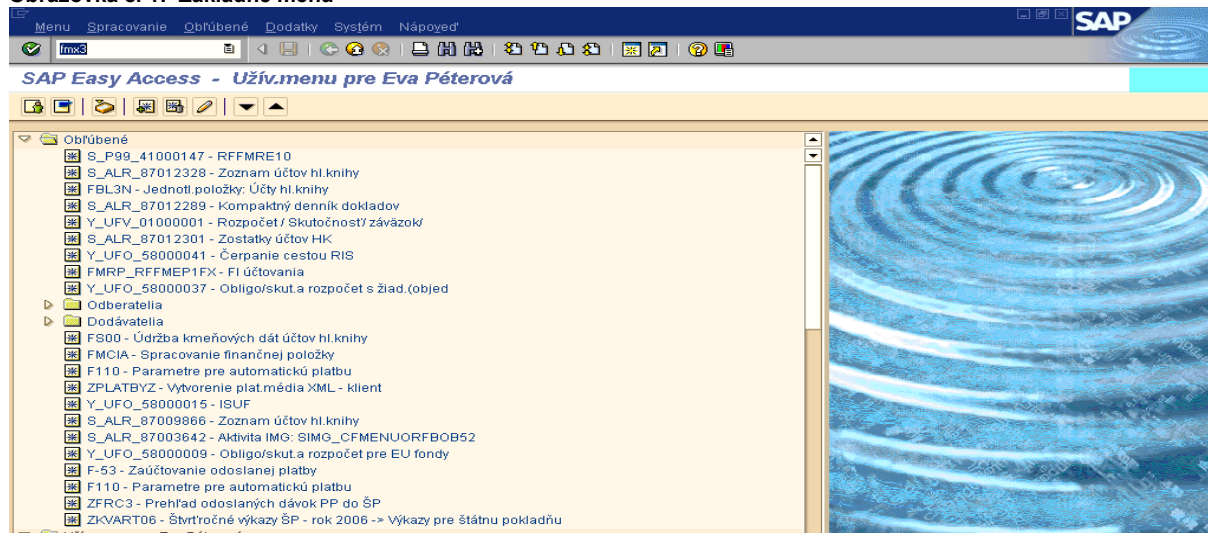 Obrazovka č. 1: Základné menu
Menu Spracovanie Obľúbené Dodatky Systém Nápoveď
SAP
fmx3
SAP Easy Access - Užív.menu pre Eva Péterová
Obľúbené
S_P99_41000147 - RFFMRE10
S_ALR_87012328 - Zoznam účtov hl.knihy
FBL3N - Jednotl.položky: Účty hl.knihy
S_ALR_87012289 - Kompaktný denník dokladov
Y_UFV_01000001 - Rozpočet / Skutočnosť/ záväzok/
S_ALR_87012301 - Zostatky účtov HK
Y_UFO_58000041 - Čerpanie cestou RIS
FMRP_RFFMEP1FX - FI účtovania
Y_UFO_58000037 - Obligo/skut.a rozpočet s žiad.(objed
Odberatelia
Dodávatelia
FS00 - Údržba kmeňových dát účtov hl.knihy
FMCIA - Spracovanie finančnej položky
F110 - Parametre pre automatickú platbu
ZPLATBYZ - Vytvorenie plat.média XML - klient
Y_UFO_58000015 - ISUF
S_ALR_87009866 - Zoznam účtov hl.knihy
S_ALR_87003642 - Aktivita IMG: SIMG_CFMENUORFBOB52
Y_UFO_58000009 - Obligo/skut.a rozpočet pre EU fondy
F-53 - Zaúčtovanie odoslanej platby
F110 - Parametre pre automatickú platbu
ZFRC3 - Prehľad odoslaných dávok PP do ŠP
ZKVART06 - Štvrťročné výkazy ŠP - rok 2006 -> Výkazy pre štátnu pokladňu